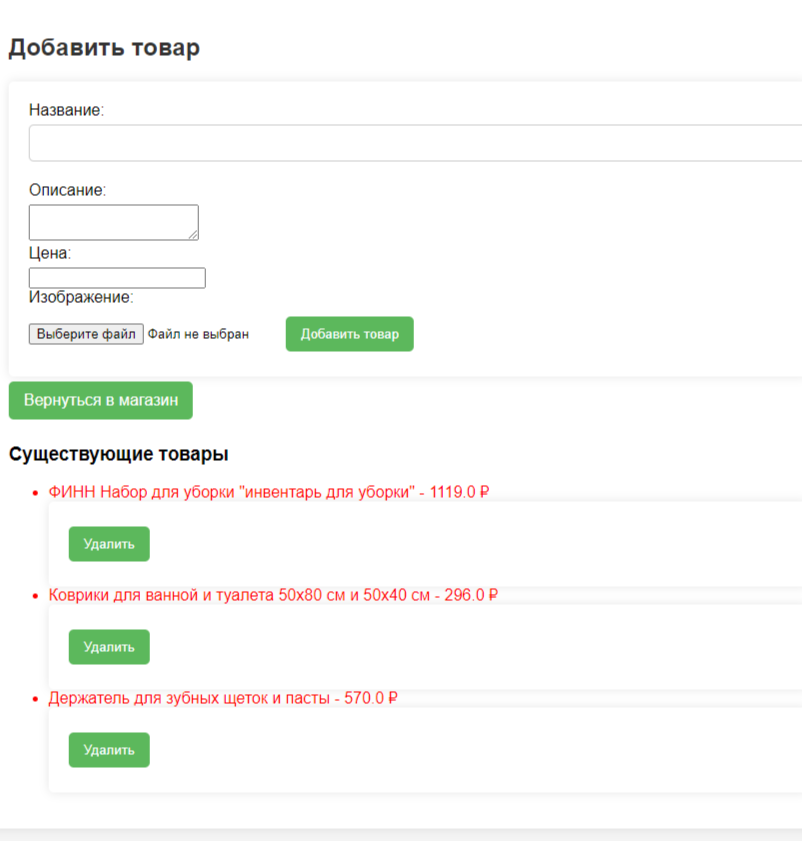 Добавить товар
Название:
Описание:
Цена:
Изображение:
Выберите файл Файл не выбран Добавить товар
Вернуться в магазин
Существующие товары
ФИНН Набор для уборки "инвентарь для уборки" - 1119.0 ₽
Удалить
Коврики для ванной и туалета 50x80 см и 50x40 см - 296.0 ₽
Удалить
Держатель для зубных щеток и пасты - 570.0 ₽
Удалить